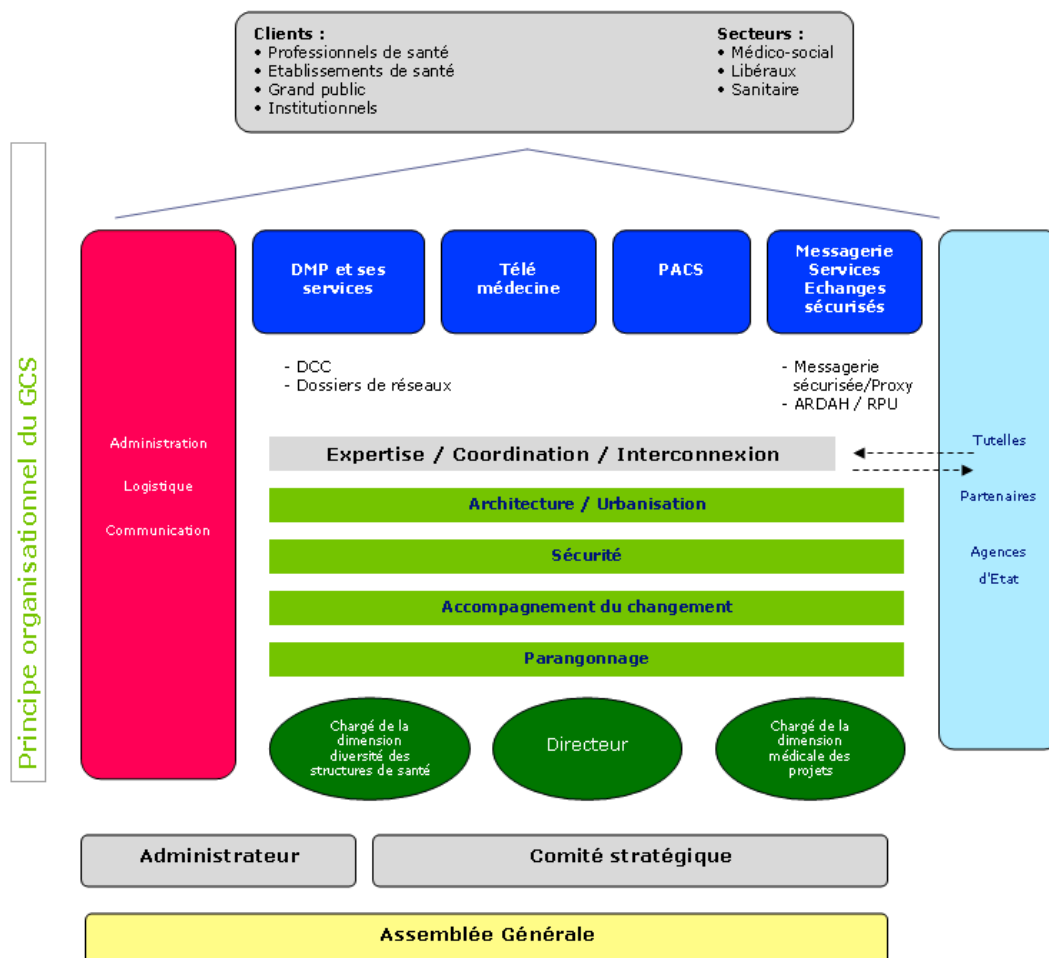 Clients :
• Professionnels de santé
• Etablissements de santé
• Grand public
• Institutionnels
Secteurs :
• Médico-social
• Libéraux
• Sanitaire
Principe organisationnel du GCS
Administration
Logistique
Communication
DMP et ses
services
Télé
médecine
PACS
Messagerie
Services
Echanges
sécurisés
- DCC
- Dossiers de réseaux
- Messagerie
sécurisée/Proxy
- ARDAH / RPU
Expertise / Coordination / Interconnexion
Architecture / Urbanisation
Sécurité
Accompagnement du changement
Parangonnage
Chargé de la
dimension
diversité des
structures de santé
Directeur
Chargé de la
dimension
médicale des
projets
Tutelles
Partenaires
Agences
d'Etat
Administrateur
Comité stratégique
Assemblée Générale